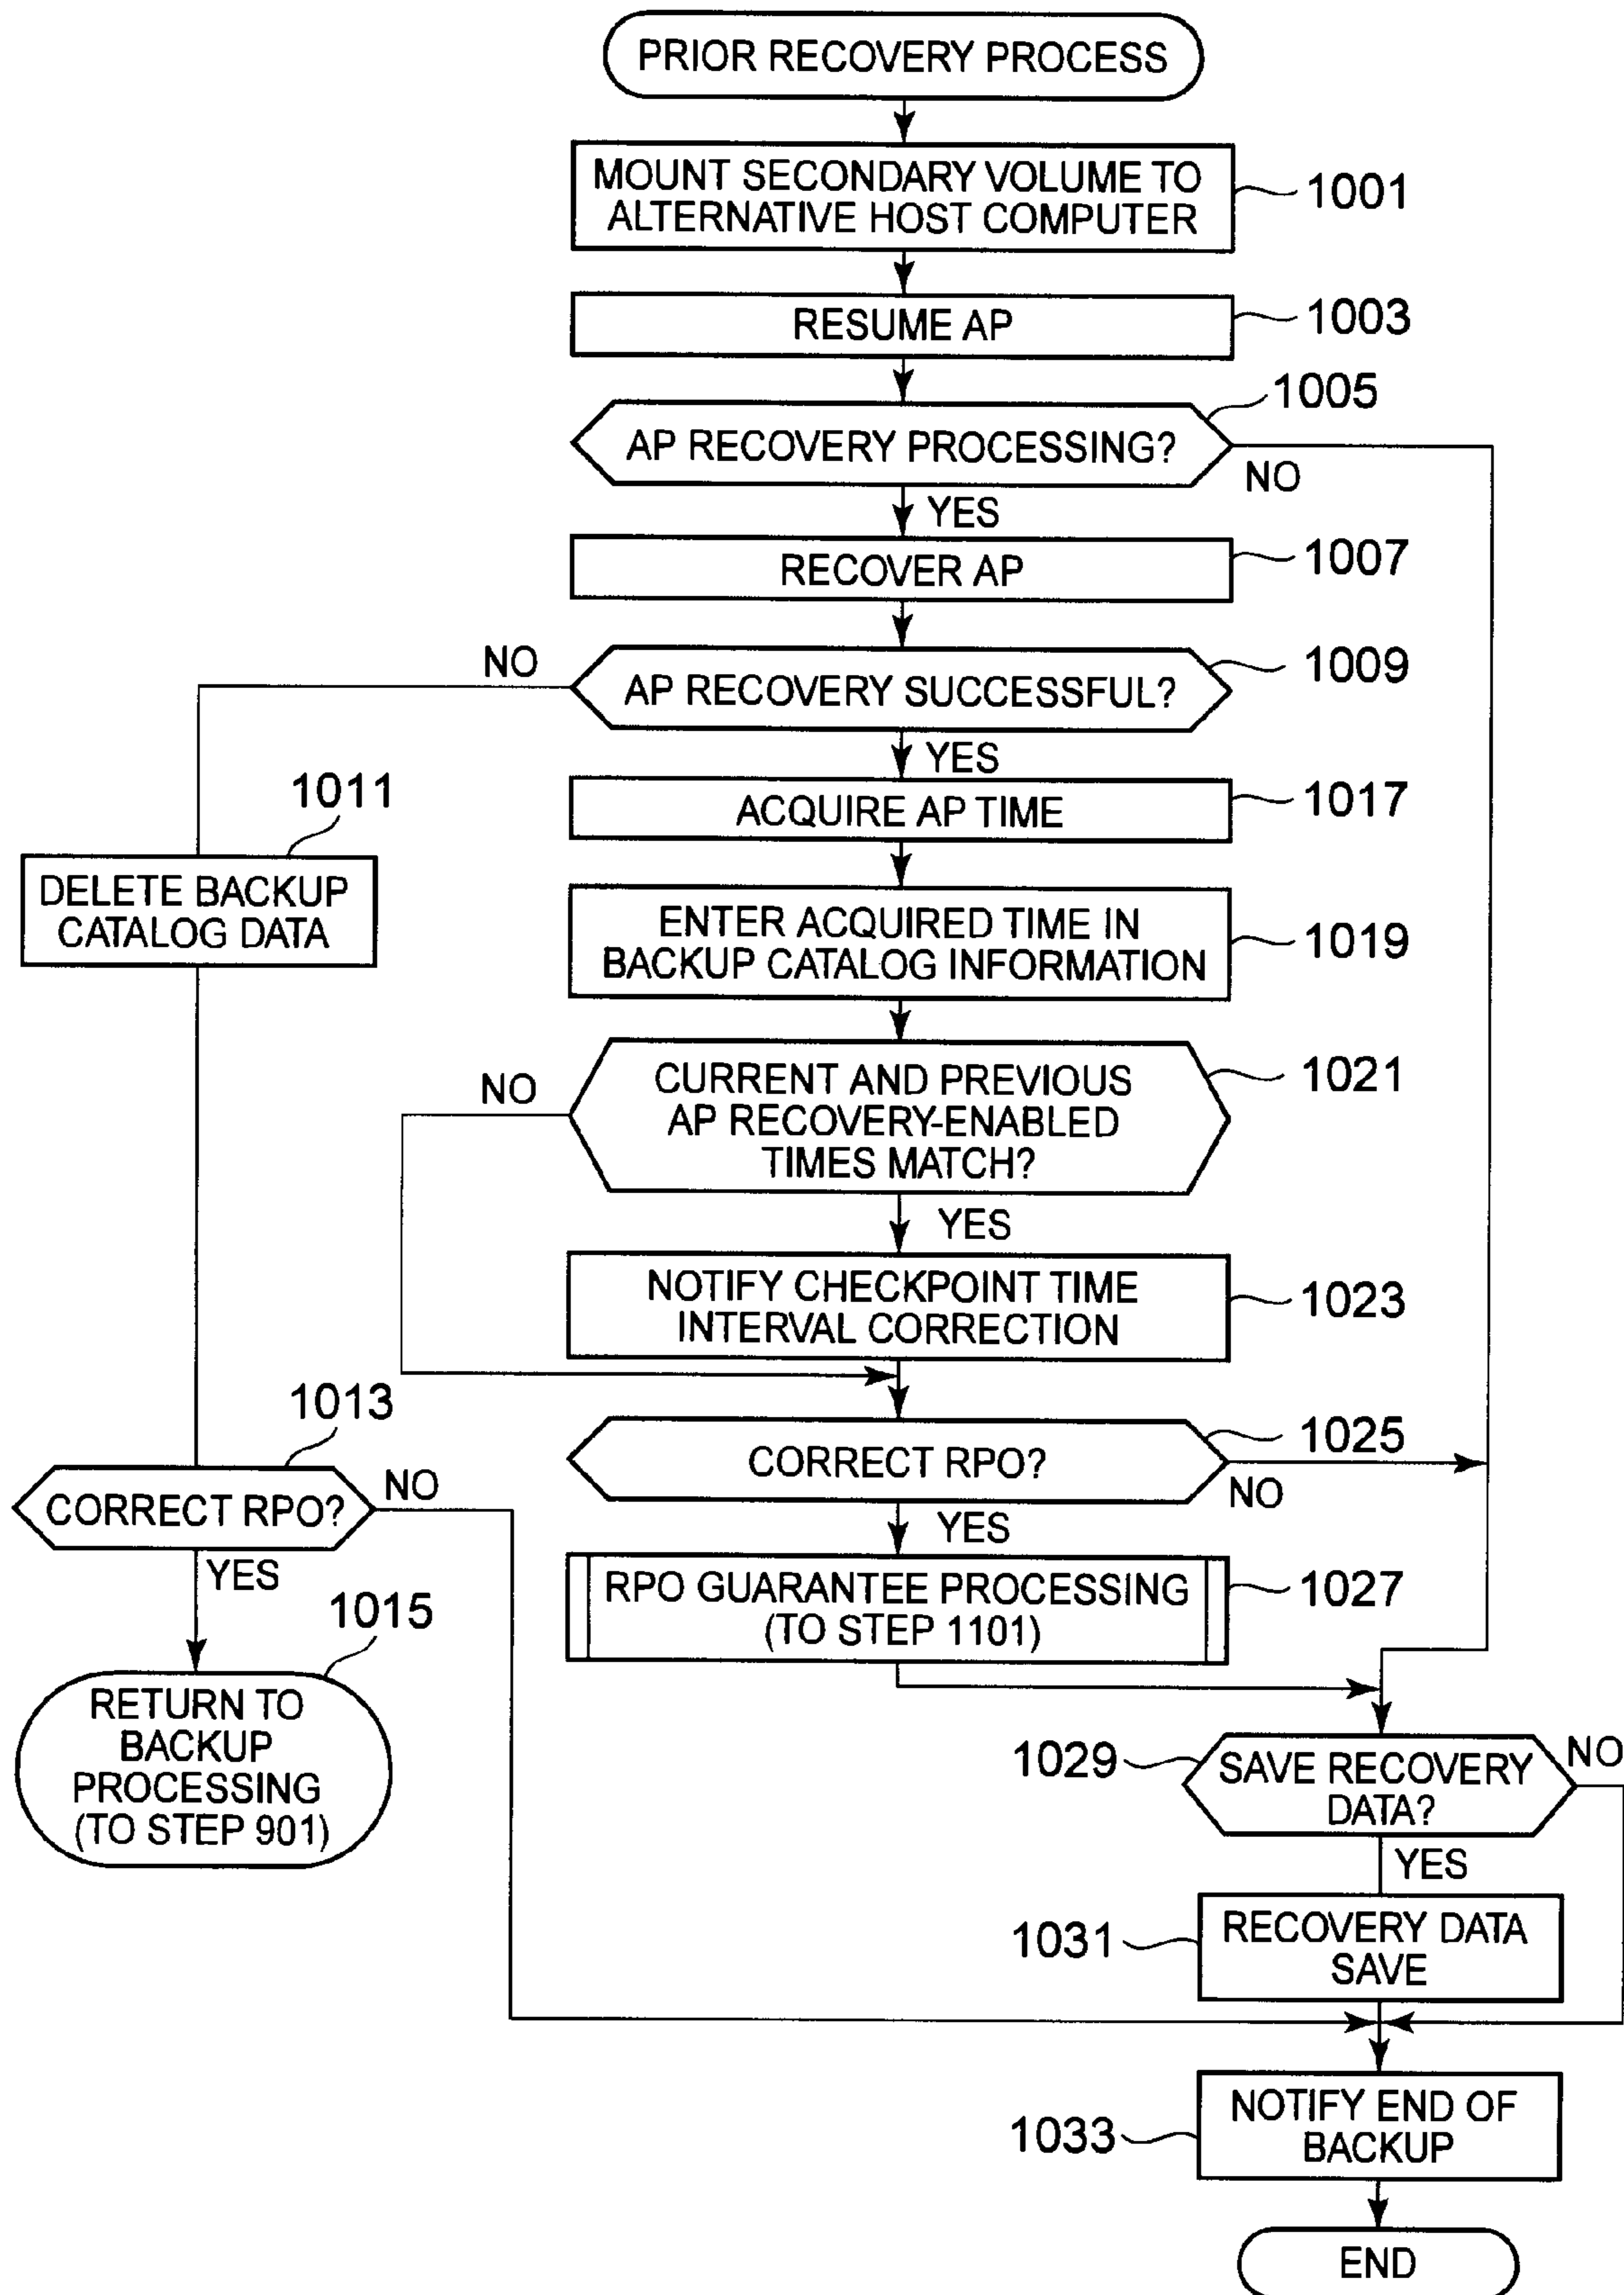 PRIOR RECOVERY PROCESS
MOUNT SECONDARY VOLUME TO
ALTERNATIVE HOST COMPUTER
1001
RESUME AP
1003
1005
AP RECOVERY PROCESSING?
NO
YES
RECOVER AP
1007
NO
AP RECOVERY SUCCESSFUL?
1009
YES
1011
DELETE BACKUP
CATALOG DATA
ACQUIRE AP TIME
1017
ENTER ACQUIRED TIME IN
BACKUP CATALOG INFORMATION
1019
NO
CURRENT AND PREVIOUS
AP RECOVERY-ENABLED
TIMES MATCH?
1021
YES
NOTIFY CHECKPOINT TIME
INTERVAL CORRECTION
1023
1013
CORRECT RPO?
NO
YES
1015
RETURN TO
BACKUP
PROCESSING
(TO STEP 901)
CORRECT RPO?
1025
NO
YES
RPO GUARANTEE PROCESSING
(TO STEP 1101)
1027
1029
SAVE RECOVERY
DATA?
NO
YES
1031
RECOVERY DATA
SAVE
1033
NOTIFY END OF
BACKUP
END